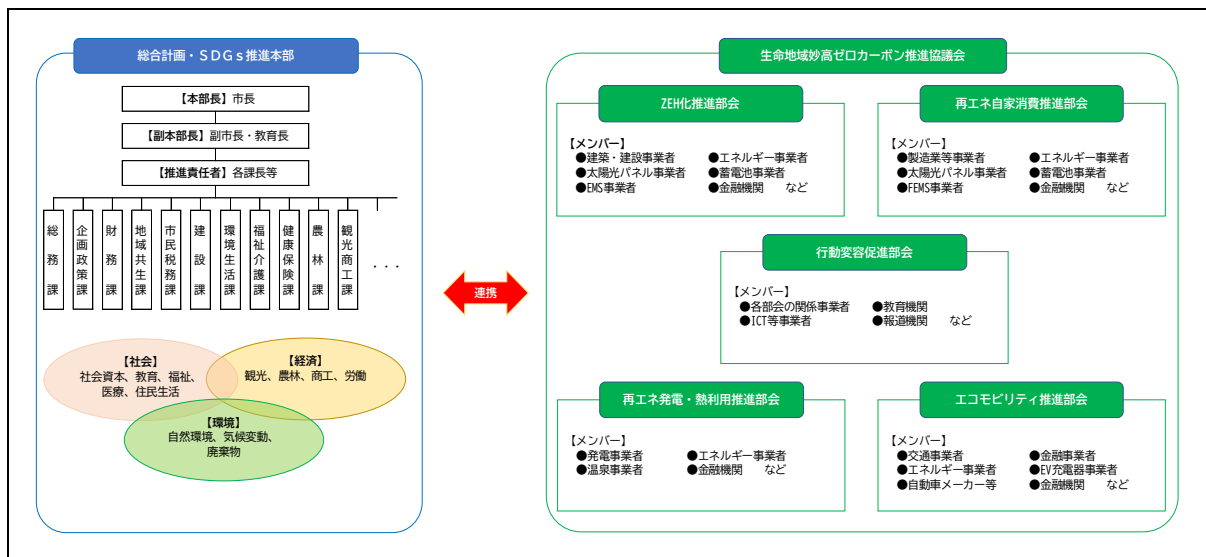 総合計画・SDGs推進本部
【本部長】市長
【副本部長】副市長・教育長
【推進責任者】各課長等
総務課
企画政策課
財務課
地域共生課
市民税務課
建設課
環境生活課
福祉介護課
健康保険課
農林課
観光商工課
・・・
【社会】
社会資本、教育、福祉、
医療、住民生活
【経済】
観光、農林、商工、労働
【環境】
自然環境、気候変動、
廃棄物
連携
生命地域妙高ゼロカーボン推進協議会
ZEH化推進部会
【メンバー】
●建築・建設事業者 ●エネルギー事業者
●太陽光パネル事業者 ●蓄電池事業者
●EMS事業者 ●金融機関 など
再エネ自家消費推進部会
【メンバー】
●製造業等事業者 ●エネルギー事業者
●太陽光パネル事業者 ●蓄電池事業者
●FEMS事業者 ●金融機関 など
行動変容促進部会
【メンバー】
●各部会の関係事業者 ●教育機関
●ICT等事業者 ●報道機関 など
再エネ発電・熱利用推進部会
【メンバー】
●発電事業者 ●エネルギー事業者
●温泉事業者 ●金融機関 など
エコモビリティ推進部会
【メンバー】
●交通事業者 ●金融事業者
●エネルギー事業者 ●EV充電器事業者
●自動車メーカー等 ●金融機関 など